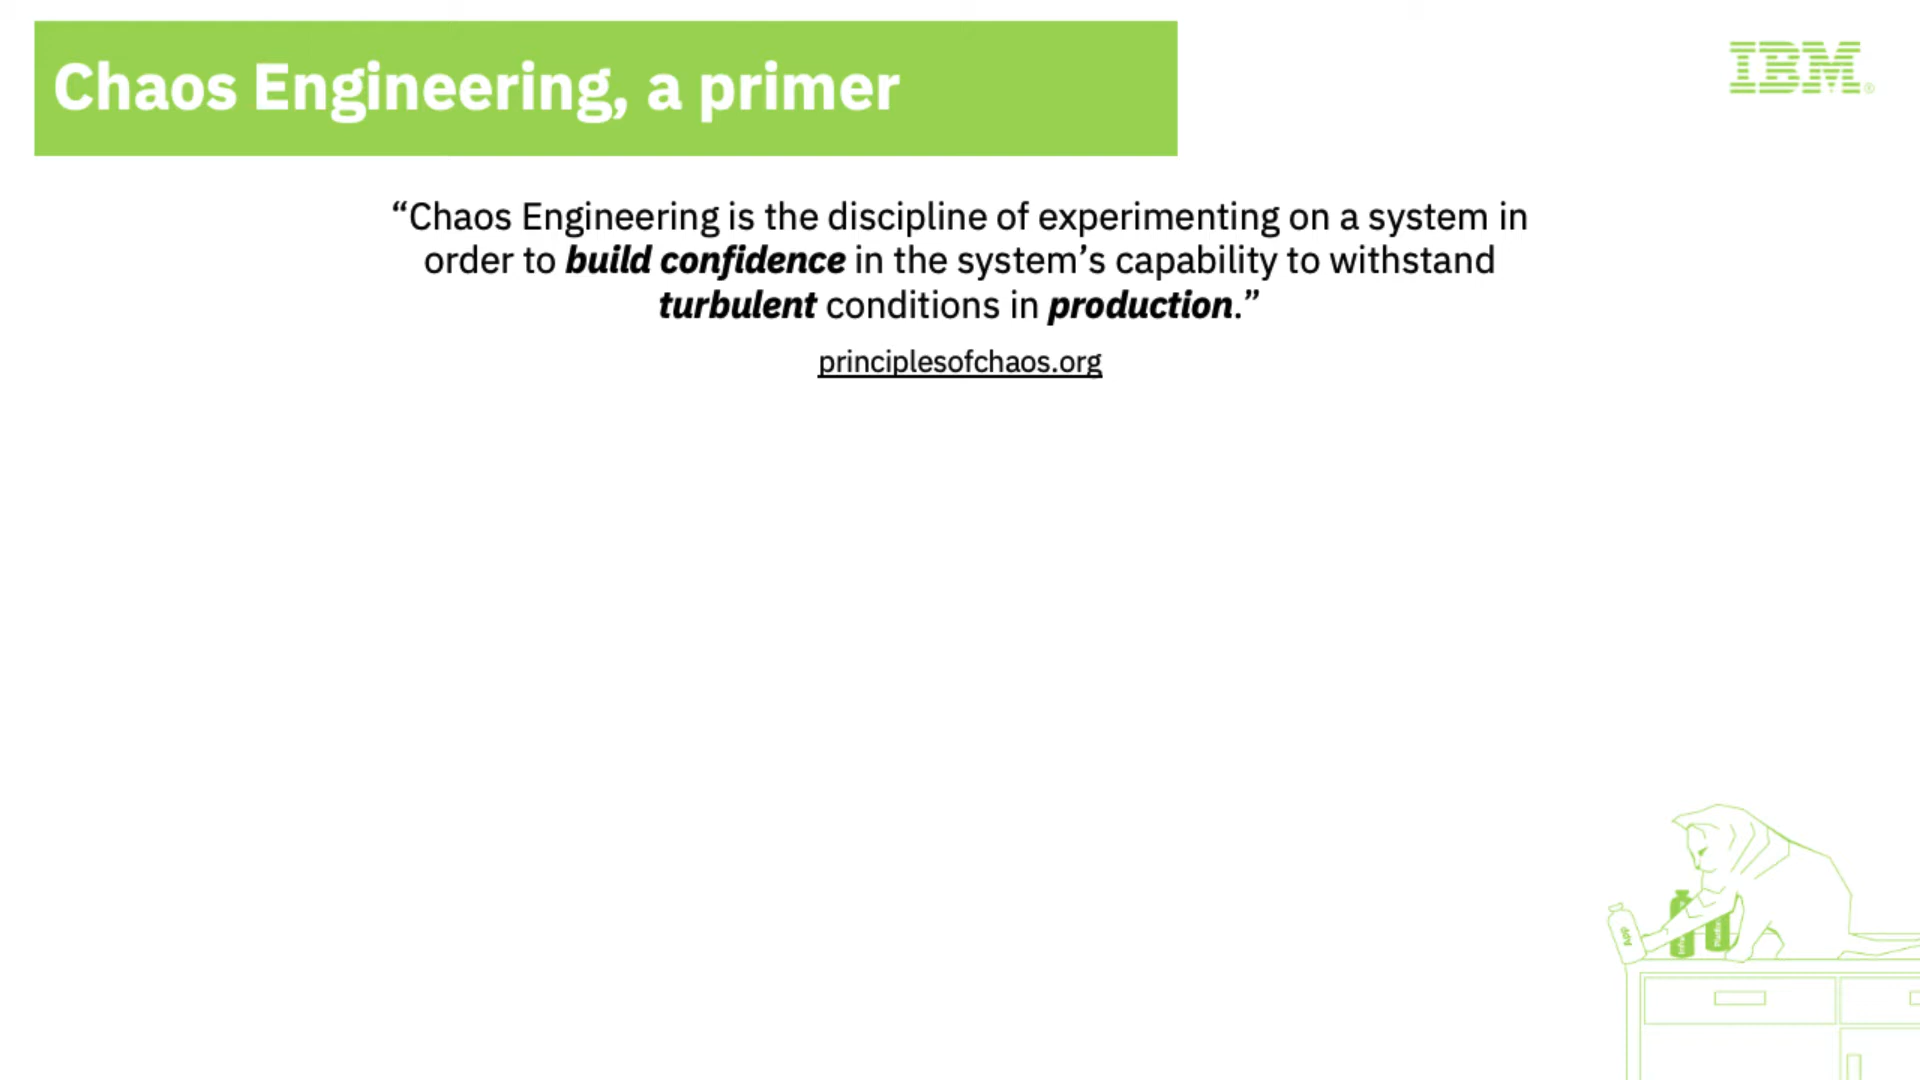 Chaos Engineering, a primer
IBM®
“Chaos Engineering is the discipline of experimenting on a system in
order to build confidence in the system’s capability to withstand
turbulent conditions in production.”
principlesofchaos.org
APP